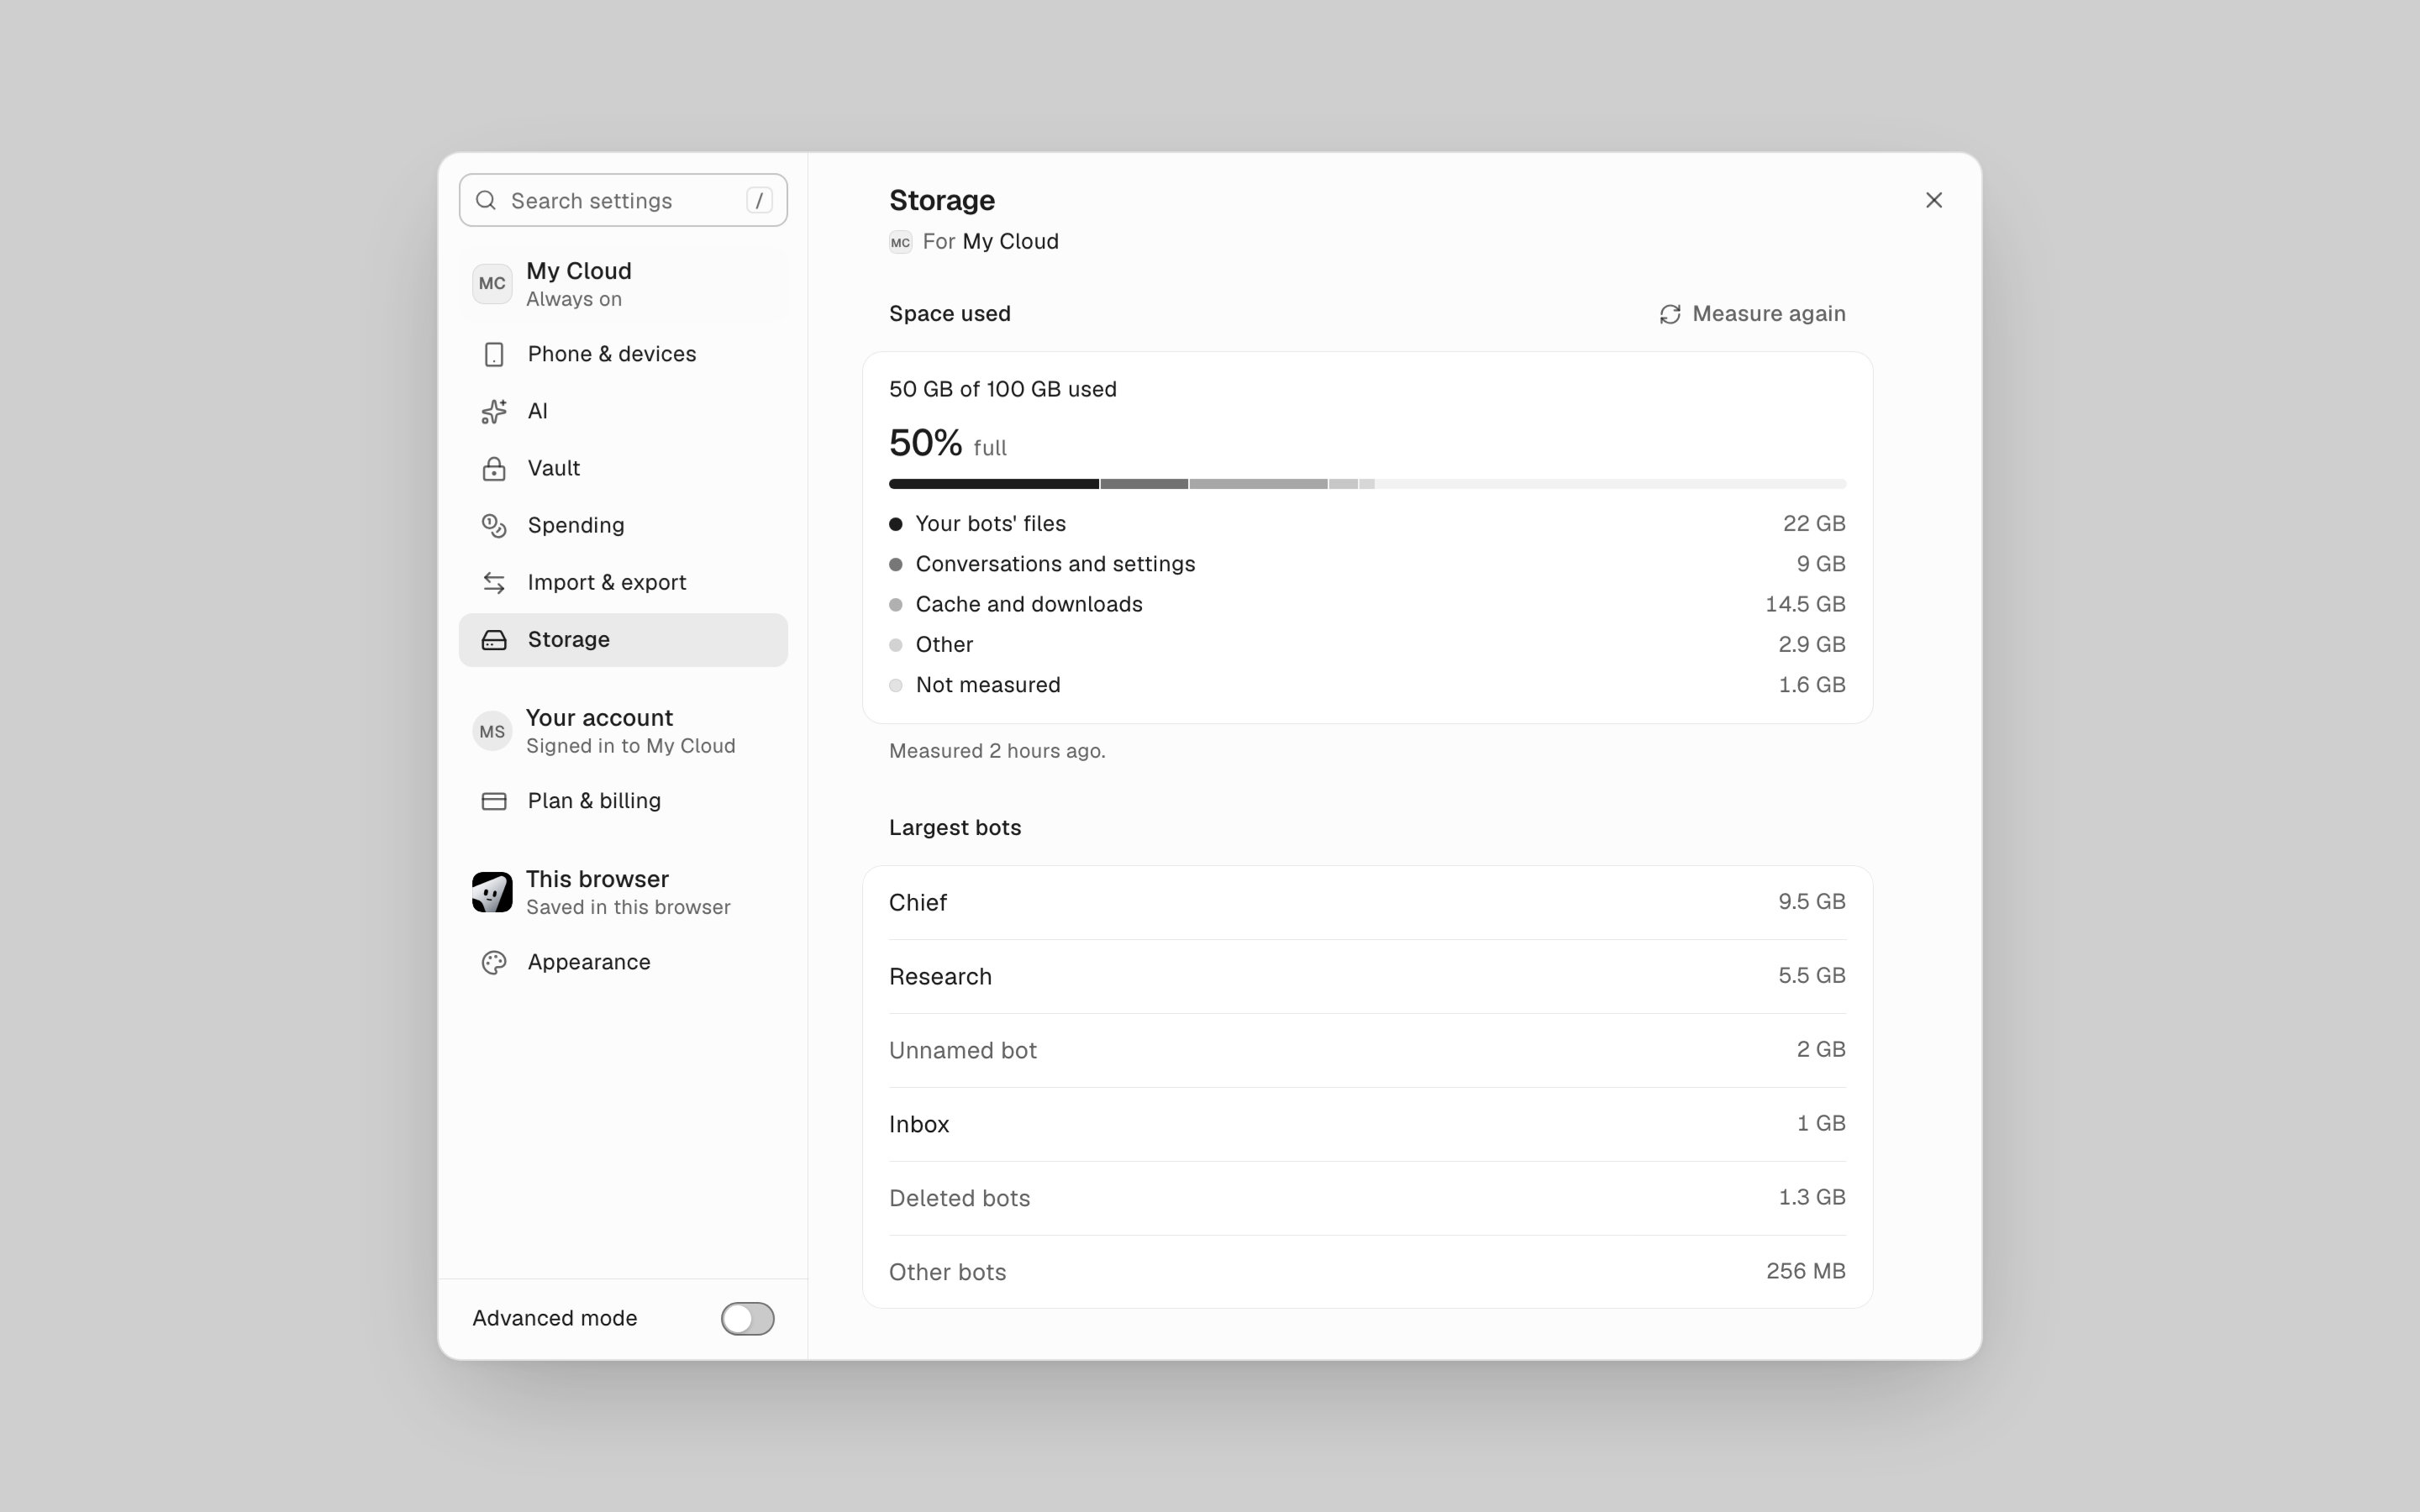 Search settings /
MC
My Cloud
Always on
Phone & devices
AI
Vault
Spending
Import & export
Storage
MS
Your account
Signed in to My Cloud
Plan & billing
This browser
Saved in this browser
Appearance
Advanced mode
Storage
MC For My Cloud
Space used
Measure again
50 GB of 100 GB used
50% full
Your bots' files 22 GB
Conversations and settings 9 GB
Cache and downloads 14.5 GB
Other 2.9 GB
Not measured 1.6 GB
Measured 2 hours ago.
Largest bots
Chief 9.5 GB
Research 5.5 GB
Unnamed bot 2 GB
Inbox 1 GB
Deleted bots 1.3 GB
Other bots 256 MB